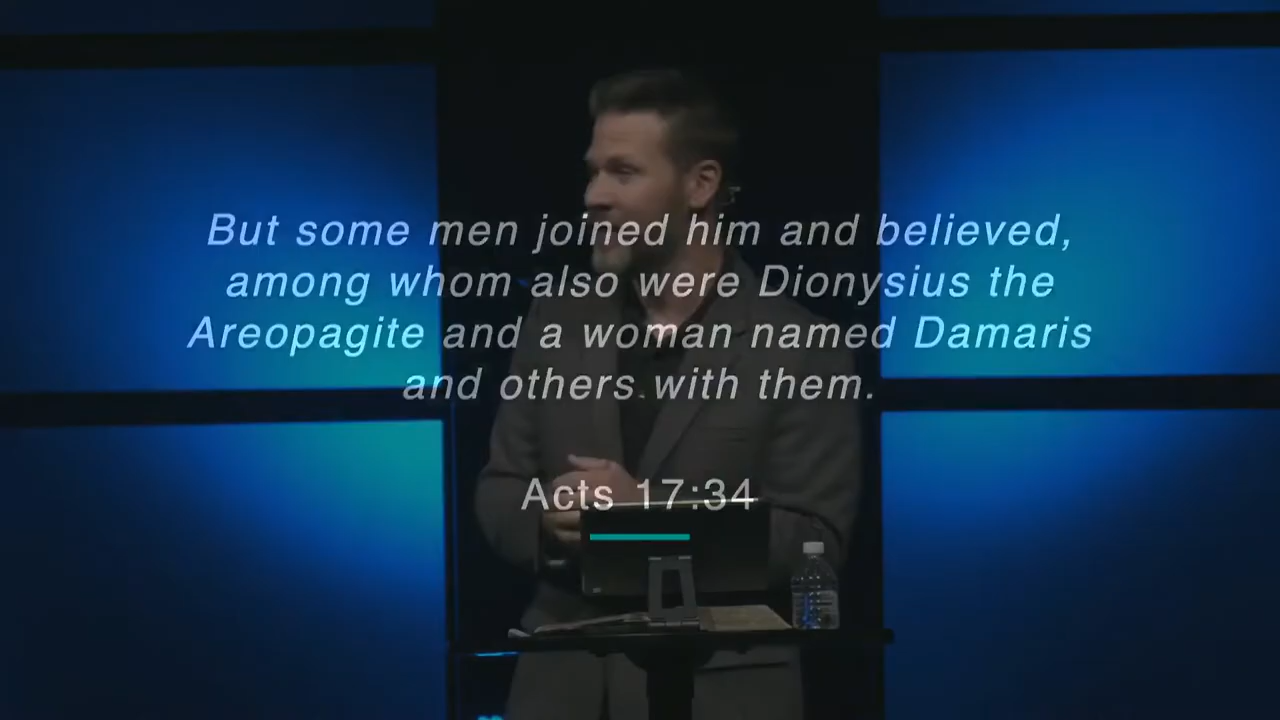 But some men joined him and believed,
among whom also were Dionysius the
Areopagite and a woman named Damaris
and others with them.
Acts 17:34